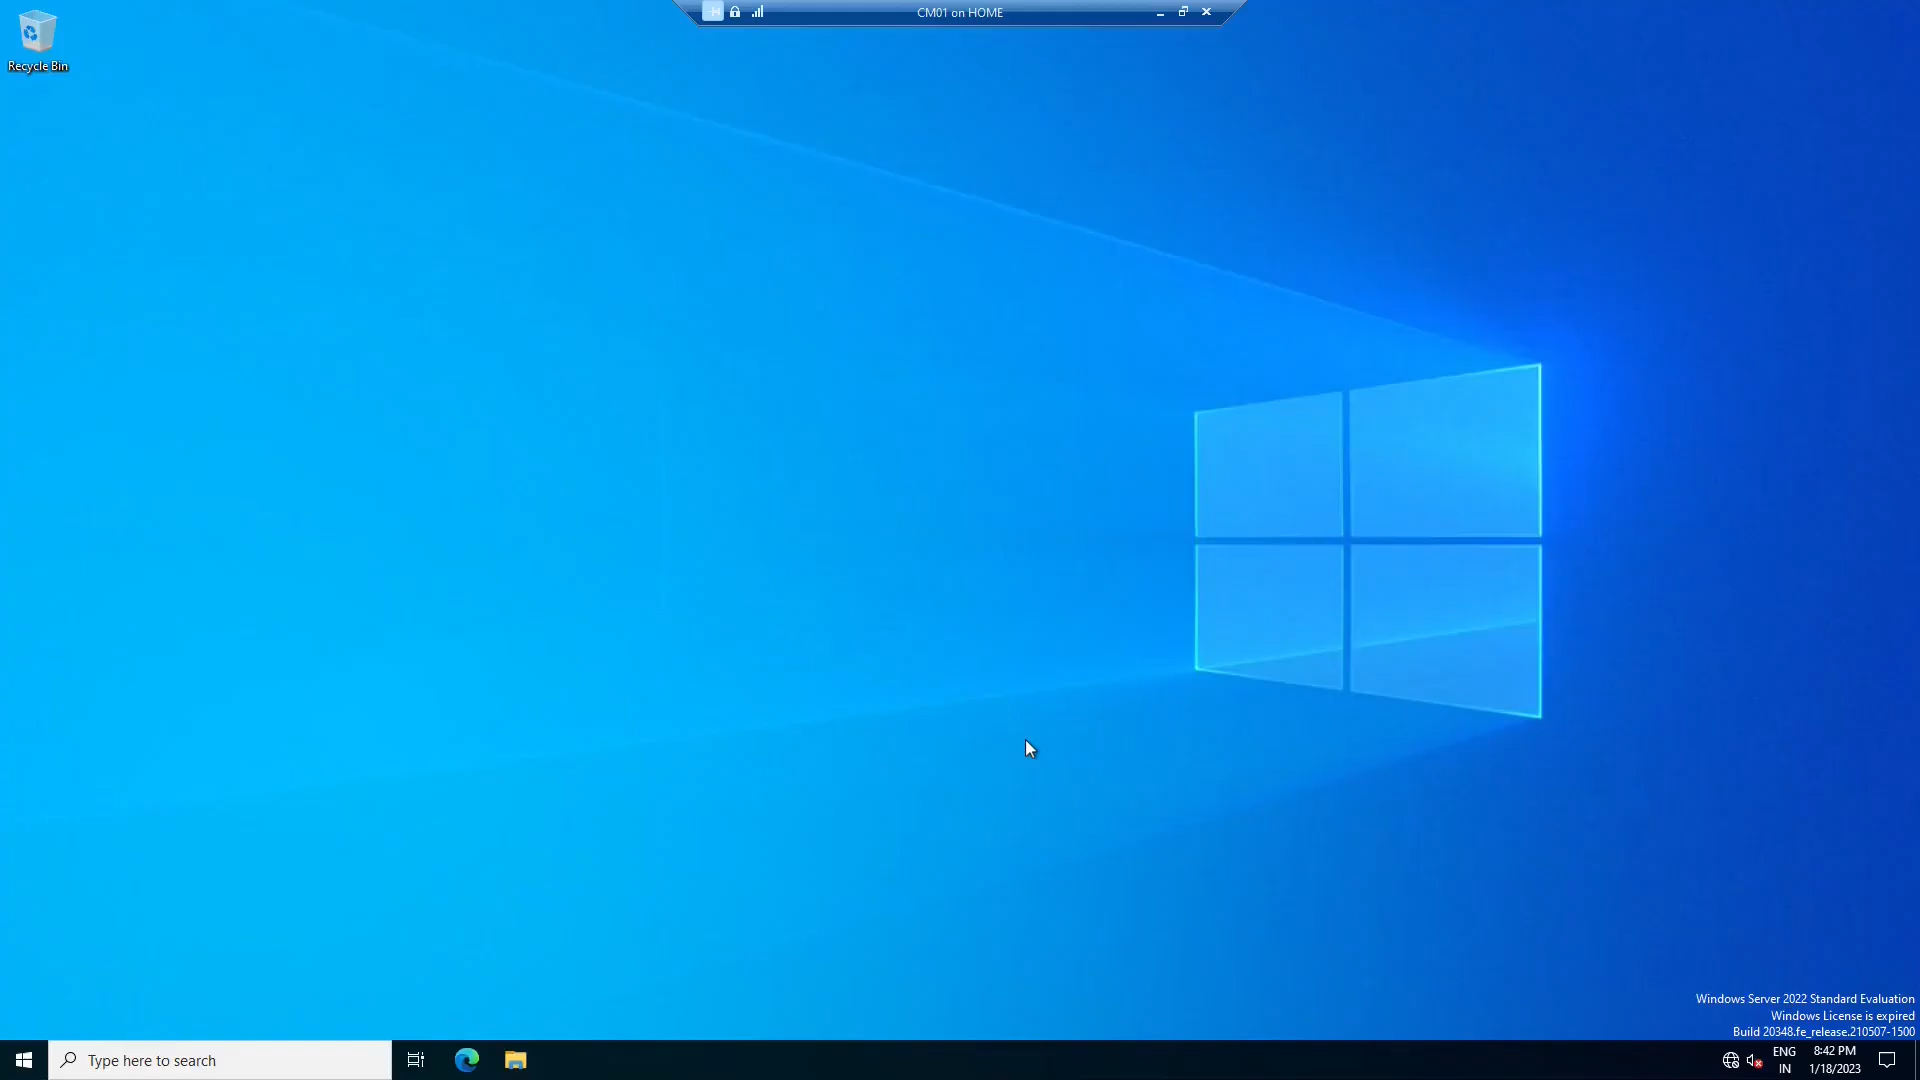 CM01 on HOME
Recycle Bin
Windows Server 2022 Standard Evaluation
Windows License is expired
Build 20348.fe_release.210507-1500
Type here to search
ENG
IN
8:42 PM
1/18/2023